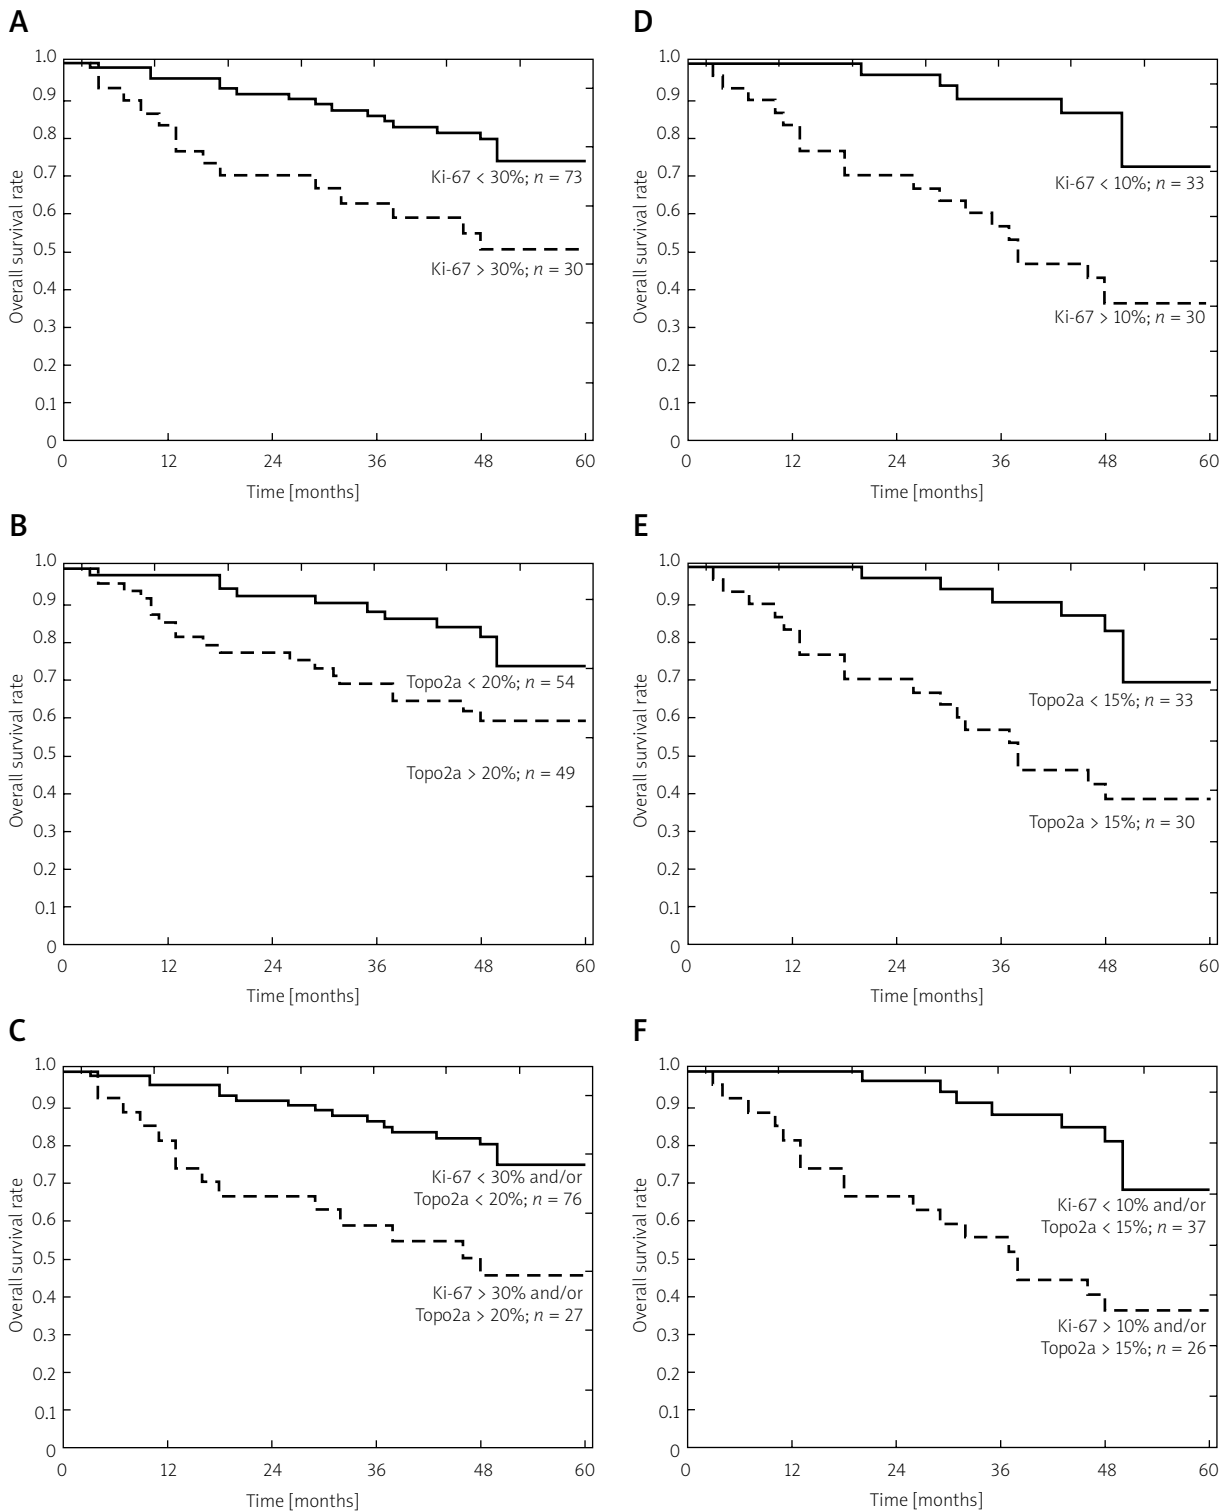 A
Overall survival rate
1.0
0.9
0.8
0.7
0.6
0.5
0.4
0.3
0.2
0.1
0
Ki-67 < 30%; n = 73
Ki-67 > 30%; n = 30
0 12 24 36 48 60
Time [months]
D
Overall survival rate
1.0
0.9
0.8
0.7
0.6
0.5
0.4
0.3
0.2
0.1
0
Ki-67 < 10%; n = 33
Ki-67 > 10%; n = 30
0 12 24 36 48 60
Time [months]
B
Overall survival rate
1.0
0.9
0.8
0.7
0.6
0.5
0.4
0.3
0.2
0.1
0
Topo2a < 20%; n = 54
Topo2a > 20%; n = 49
0 12 24 36 48 60
Time [months]
E
Overall survival rate
1.0
0.9
0.8
0.7
0.6
0.5
0.4
0.3
0.2
0.1
0
Topo2a < 15%; n = 33
Topo2a > 15%; n = 30
0 12 24 36 48 60
Time [months]
C
Overall survival rate
1.0
0.9
0.8
0.7
0.6
0.5
0.4
0.3
0.2
0.1
0
Ki-67 < 30% and/or
Topo2a < 20%; n = 76
Ki-67 > 30% and/or
Topo2a > 20%; n = 27
0 12 24 36 48 60
Time [months]
F
Overall survival rate
1.0
0.9
0.8
0.7
0.6
0.5
0.4
0.3
0.2
0.1
0
Ki-67 < 10% and/or
Topo2a < 15%; n = 37
Ki-67 > 10% and/or
Topo2a > 15%; n = 26
0 12 24 36 48 60
Time [months]